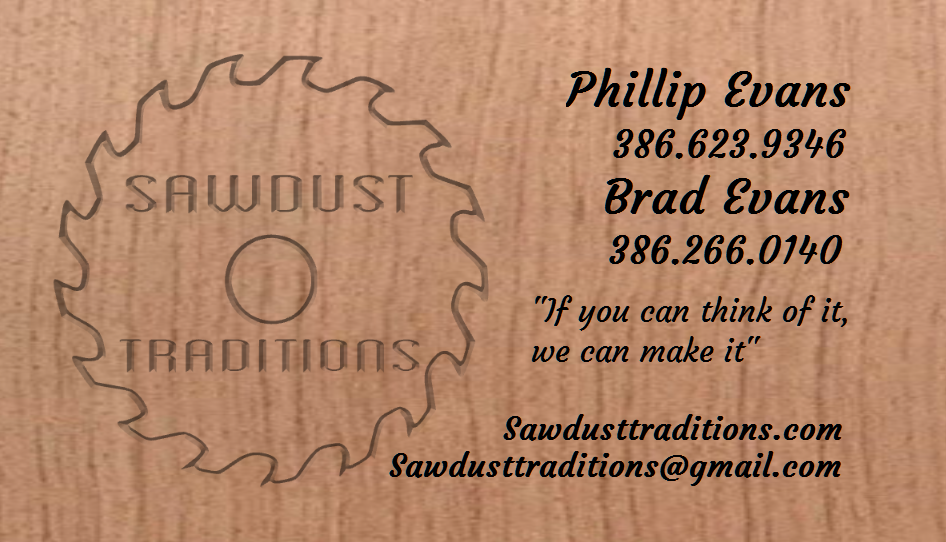 SAWDUST
TRADITIONS
Phillip Evans
386.623.9346
Brad Evans
386.266.0140
"If you can think of it,
we can make it"
Sawdusttraditions.com
Sawdusttraditions@gmail.com